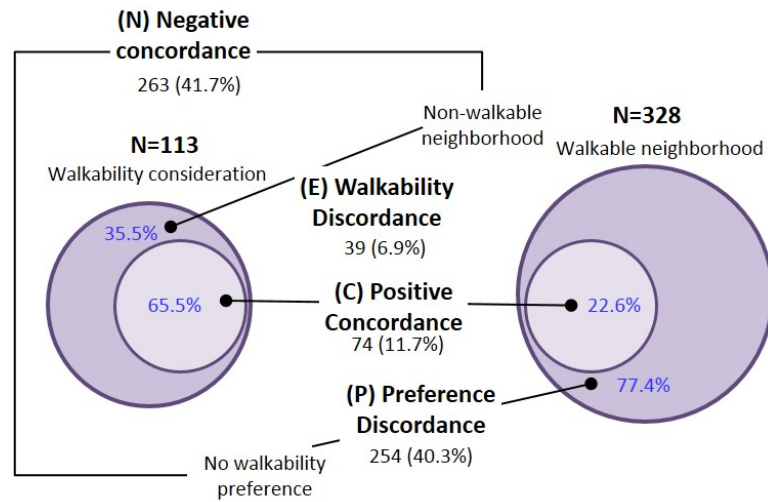 (N) Negative
concordance
263 (41.7%)
Non-walkable
neighborhood
N=113
Walkability consideration
N=328
Walkable neighborhood
(E) Walkability
Discordance
39 (6.9%)
35.5%
65.5%
(C) Positive
Concordance
74 (11.7%)
22.6%
77.4%
(P) Preference
Discordance
254 (40.3%)
No walkability
preference